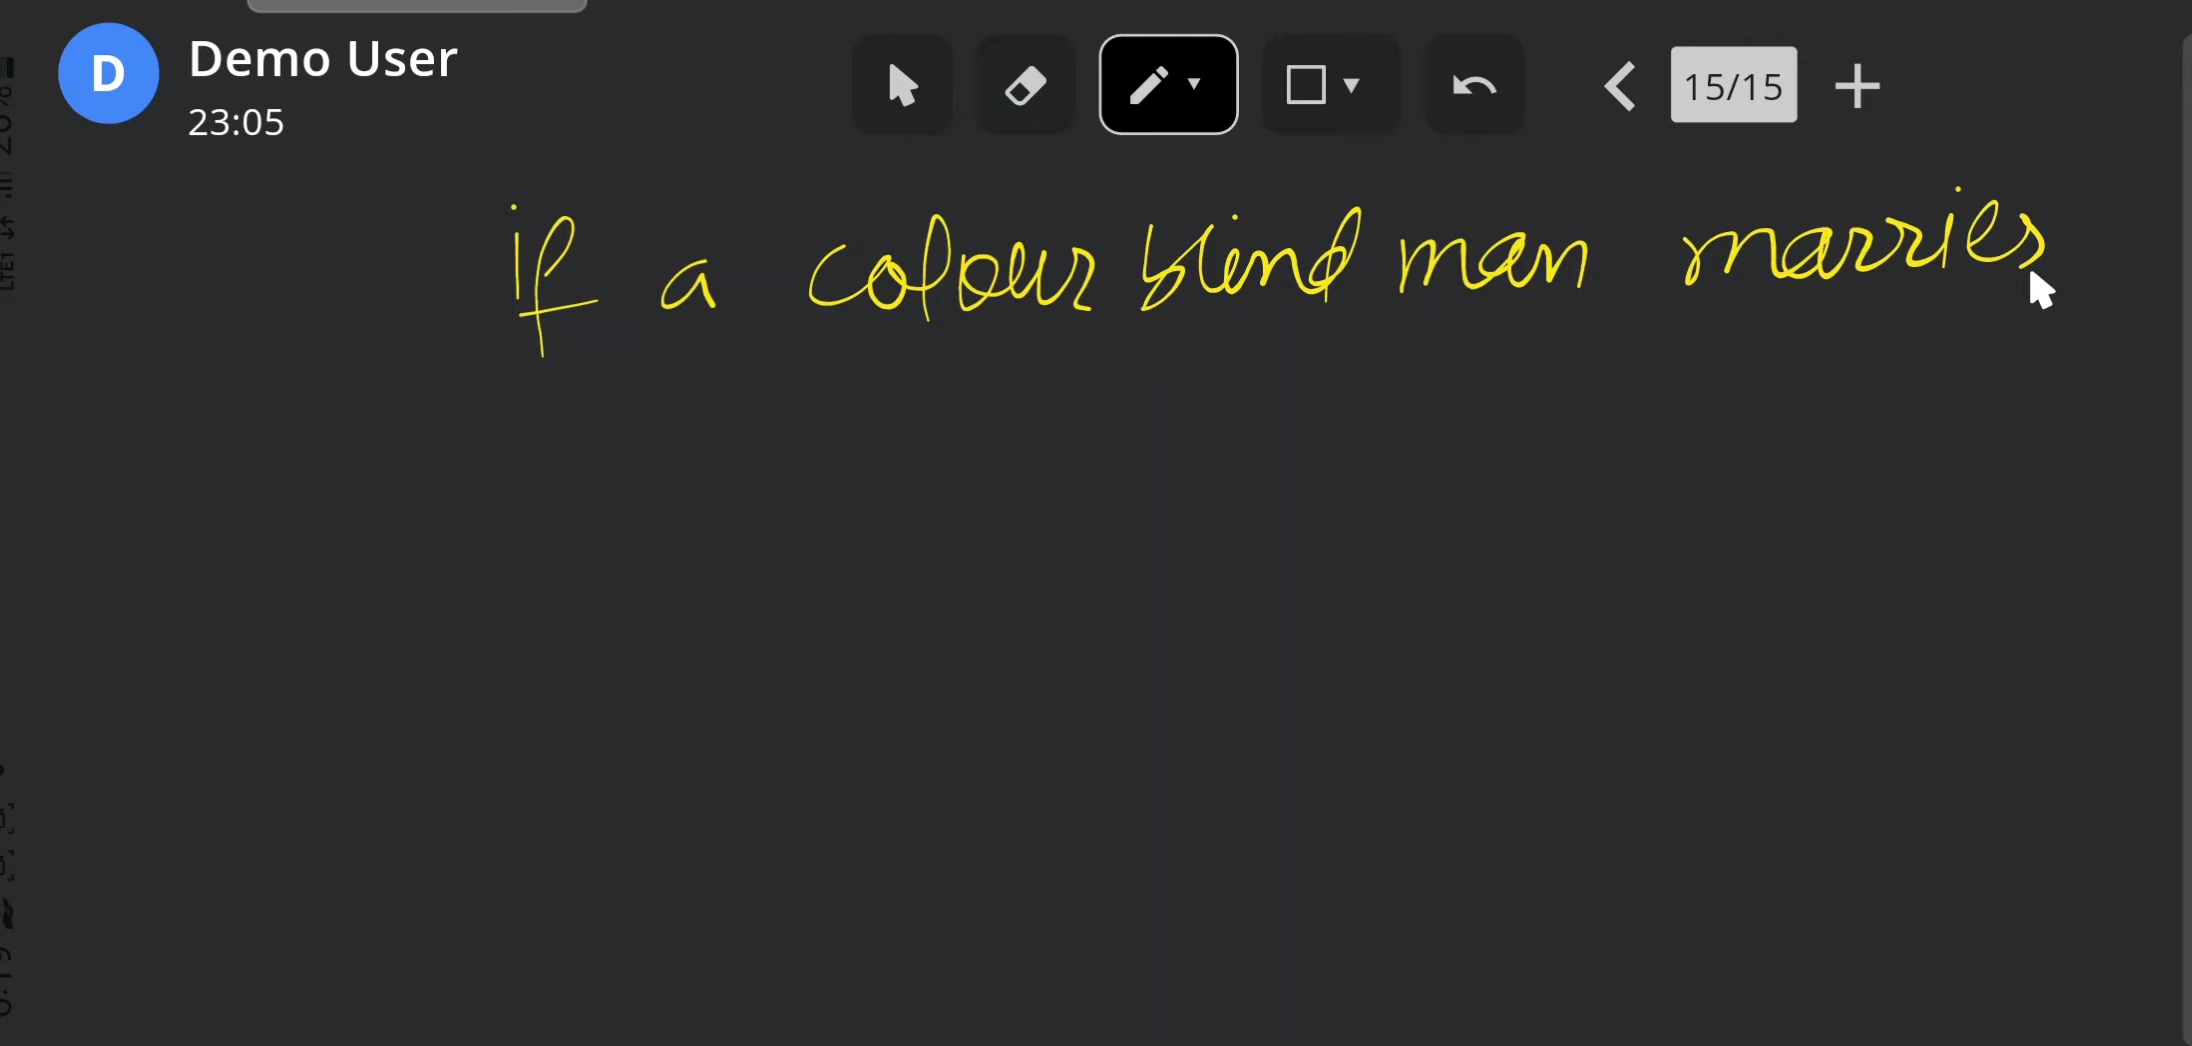 D
Demo User
23:05
15/15
if a colour blind man marries